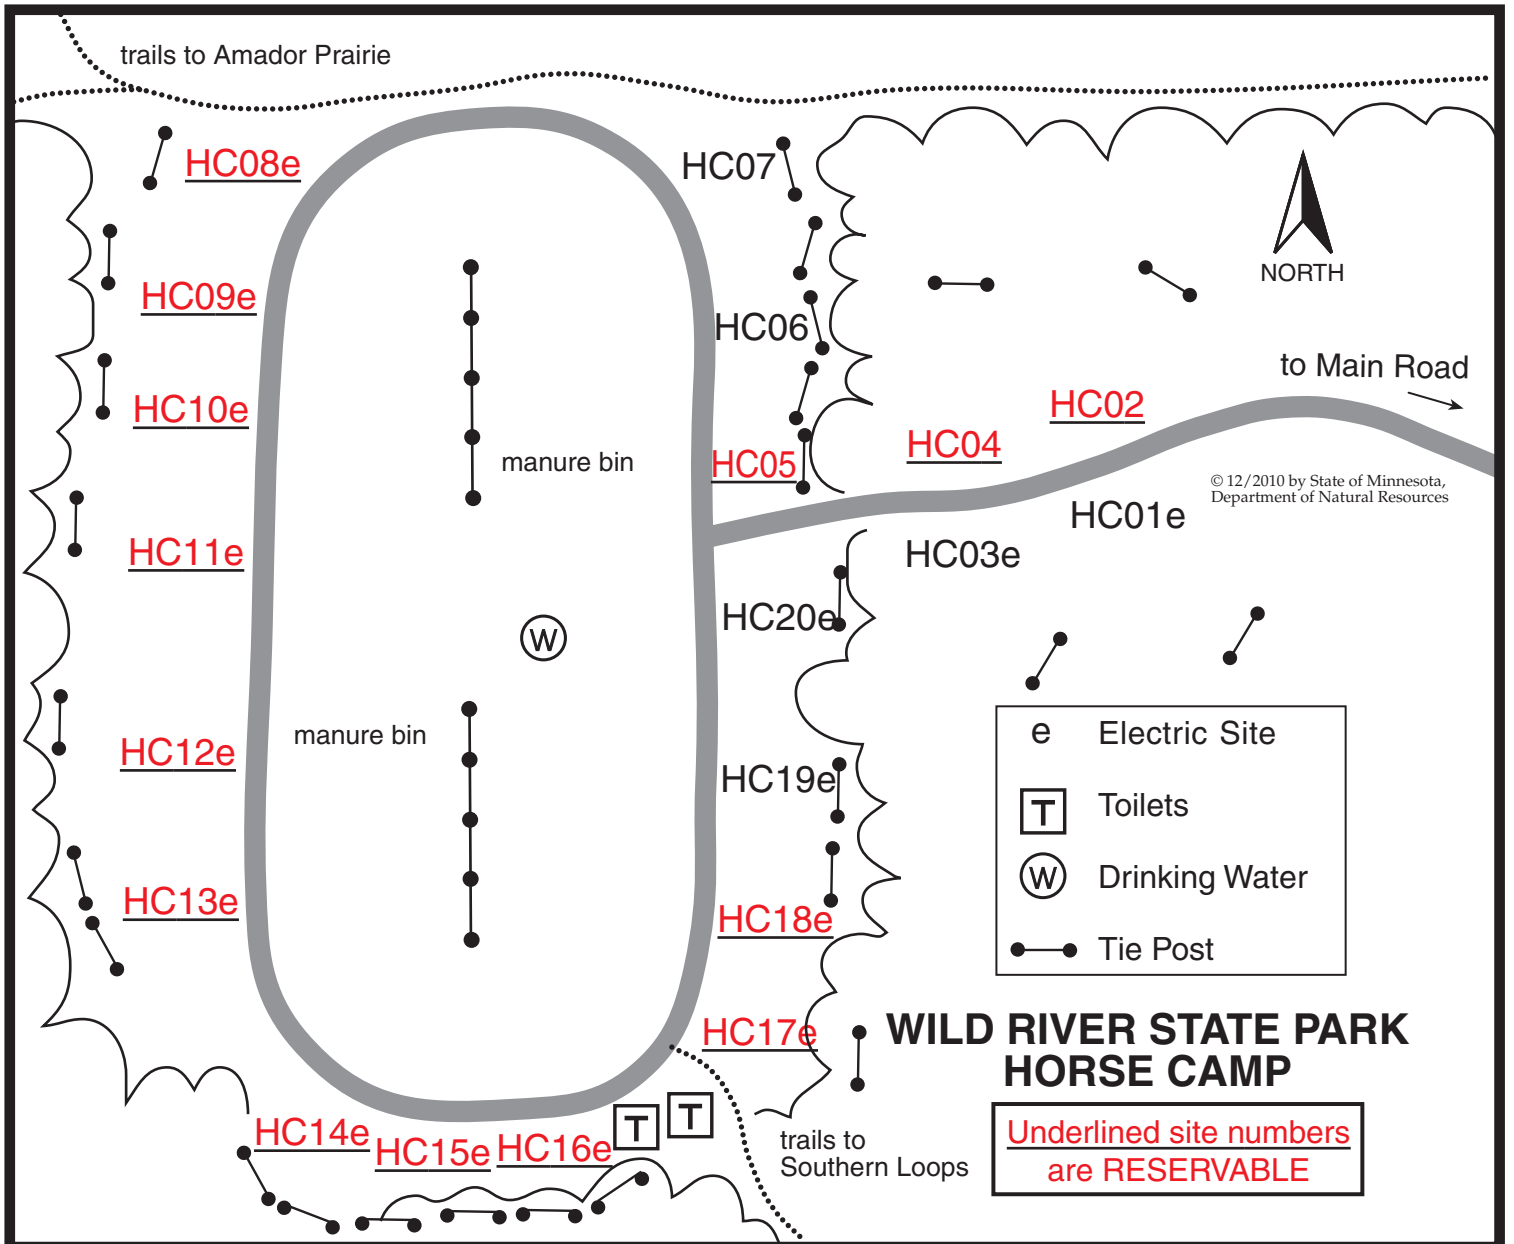 trails to Amador Prairie
HC08e
HC07
NORTH
HC09e
HC06
to Main Road
HC10e
HC02
HC04
manure bin
HC05
© 12/2010 by State of Minnesota,
Department of Natural Resources
HC01e
HC11e
HC03e
HC20e
W
manure bin
HC12e
HC19e
e Electric Site
T Toilets
W Drinking Water
Tie Post
HC13e
HC18e
HC17e
WILD RIVER STATE PARK
HORSE CAMP
HC14e
HC15e
HC16e
T
T
trails to
Southern Loops
Underlined site numbers
are RESERVABLE